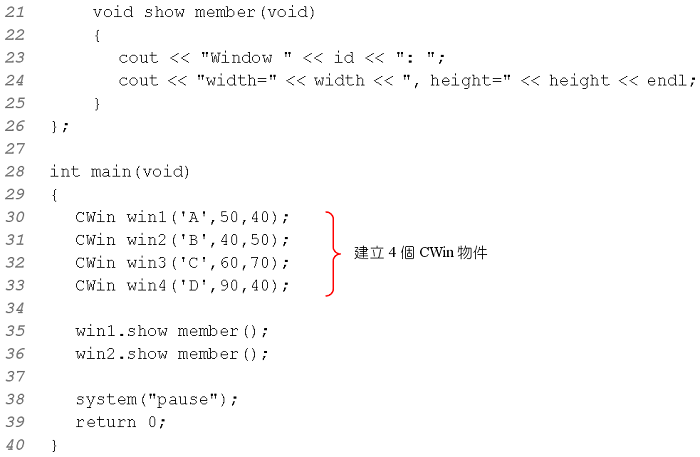 21 void show member(void)
22 {
23 cout << "Window " << id << ": ";
24 cout << "width=" << width << ", height=" << height << endl;
25 }
26 };
27
28 int main(void)
29 {
30 CWin win1('A',50,40);
31 CWin win2('B',40,50);
32 CWin win3('C',60,70);
33 CWin win4('D',90,40);
建立 4 個 CWin 物件
34
35 win1.show member();
36 win2.show member();
37
38 system("pause");
39 return 0;
40 }